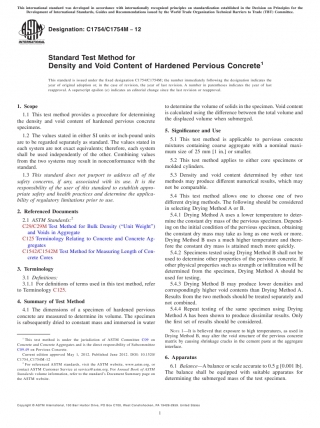 This international standard was developed in accordance with internationally recognized principles on standardization established in the Decision on Principles for the
Development of International Standards, Guides and Recommendations issued by the World Trade Organization Technical Barriers to Trade (TBT) Committee.
Designation: C1754/C1754M − 12
Standard Test Method for
Density and Void Content of Hardened Pervious Concrete¹
This standard is issued under the fixed designation C1754/C1754M; the number immediately following the designation indicates the
year of original adoption or, in the case of revision, the year of last revision. A number in parentheses indicates the year of last
reapproval. A superscript epsilon (ε) indicates an editorial change since the last revision or reapproval.
1. Scope
1.1 This test method provides a procedure for determining
the density and void content of hardened pervious concrete
specimens.
1.2 The values stated in either SI units or inch-pound units
are to be regarded separately as standard. The values stated in
each system are not exact equivalents; therefore, each system
shall be used independently of the other. Combining values
from the two systems may result in nonconformance with the
standard.
1.3 This standard does not purport to address all of the
safety concerns, if any, associated with its use. It is the
responsibility of the user of this standard to establish appro-
priate safety and health practices and determine the applica-
bility of regulatory limitations prior to use.
2. Referenced Documents
2.1 ASTM Standards:²
C29/C29M Test Method for Bulk Density (“Unit Weight”)
and Voids in Aggregate
C125 Terminology Relating to Concrete and Concrete Ag-
gregates
C1542/C1542M Test Method for Measuring Length of Con-
crete Cores
3. Terminology
3.1 Definitions:
3.1.1 For definitions of terms used in this test method, refer
to Terminology C125.
4. Summary of Test Method
4.1 The dimensions of a specimen of hardened pervious
concrete are measured to determine its volume. The specimen
is subsequently dried to constant mass and immersed in water
¹ This test method is under the jurisdiction of ASTM Committee C09 on
Concrete and Concrete Aggregates and is the direct responsibility of Subcommittee
C09.49 on Pervious Concrete.
Current edition approved May 1, 2012. Published June 2012. DOI: 10.1520/
C1754_C1754M-12
² For referenced ASTM standards, visit the ASTM website, www.astm.org, or
contact ASTM Customer Service at service@astm.org. For Annual Book of ASTM
Standards volume information, refer to the standard's Document Summary page on
the ASTM website.
to determine the volume of solids in the specimen. Void content
is calculated using the difference between the total volume and
the displaced volume when submerged.
5. Significance and Use
5.1 This test method is applicable to pervious concrete
mixtures containing coarse aggregate with a nominal maxi-
mum size of 25 mm [1 in.] or smaller.
5.2 This test method applies to either core specimens or
molded cylinders.
5.3 Density and void content determined by other test
methods may produce different numerical results, which may
not be comparable.
5.4 This test method allows one to choose one of two
different drying methods. The following should be considered
in selecting Drying Method A or B.
5.4.1 Drying Method A uses a lower temperature to deter-
mine the constant dry mass of the pervious specimen. Depend-
ing on the initial condition of the pervious specimen, obtaining
the constant dry mass may take as long as one week or more.
Drying Method B uses a much higher temperature and there-
fore the constant dry mass is attained much more quickly.
5.4.2 Specimens tested using Drying Method B shall not be
used to determine other properties of the pervious concrete. If
other physical properties such as strength or infiltration will be
determined from the specimen, Drying Method A should be
used for testing.
5.4.3 Drying Method B may produce lower densities and
correspondingly higher void contents than Drying Method A.
Results from the two methods should be treated separately and
not combined.
5.4.4 Repeat testing of the same specimen using Drying
Method A has been shown to produce dissimilar results. Only
the first set of results should be considered.
NOTE 1—It is believed that exposure to high temperatures, as used in
Drying Method B, may alter the void structure of the pervious concrete
matrix by causing shrinkage cracks in the cement paste at the aggregate
interface.
6. Apparatus
6.1 Balance—A balance or scale accurate to 0.5 g [0.001 lb].
The balance shall be equipped with suitable apparatus for
determining the submerged mass of the test specimen.
Copyright © ASTM International, 100 Barr Harbor Drive, PO Box C700, West Conshohocken, PA 19428-2959. United States
1